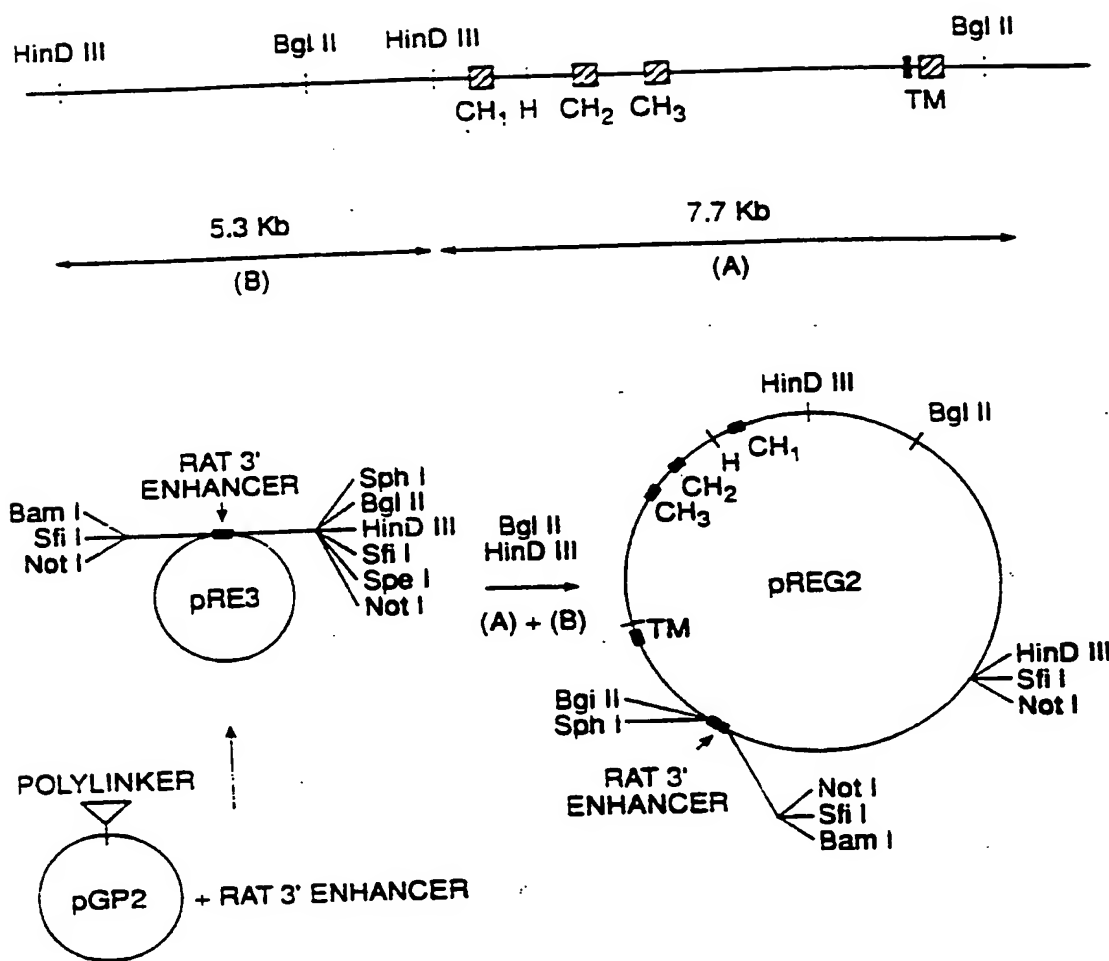 HinD III
Bgl II
HinD III
Bgl II
CH1
H
CH2
CH3
TM
5.3 Kb
(B)
7.7 Kb
(A)
RAT 3'
ENHANCER
Bam I
Sfi I
Not I
Sph I
Bgl II
HinD III
Sfi I
Spe I
Not I
pRE3
Bgl II
HinD III
(A) + (B)
HinD III
Bgl II
CH1
H
CH2
CH3
pREG2
TM
HinD III
Sfi I
Not I
Bgi II
Sph I
RAT 3'
ENHANCER
Not I
Sfi I
Bam I
POLYLINKER
pGP2
+ RAT 3' ENHANCER